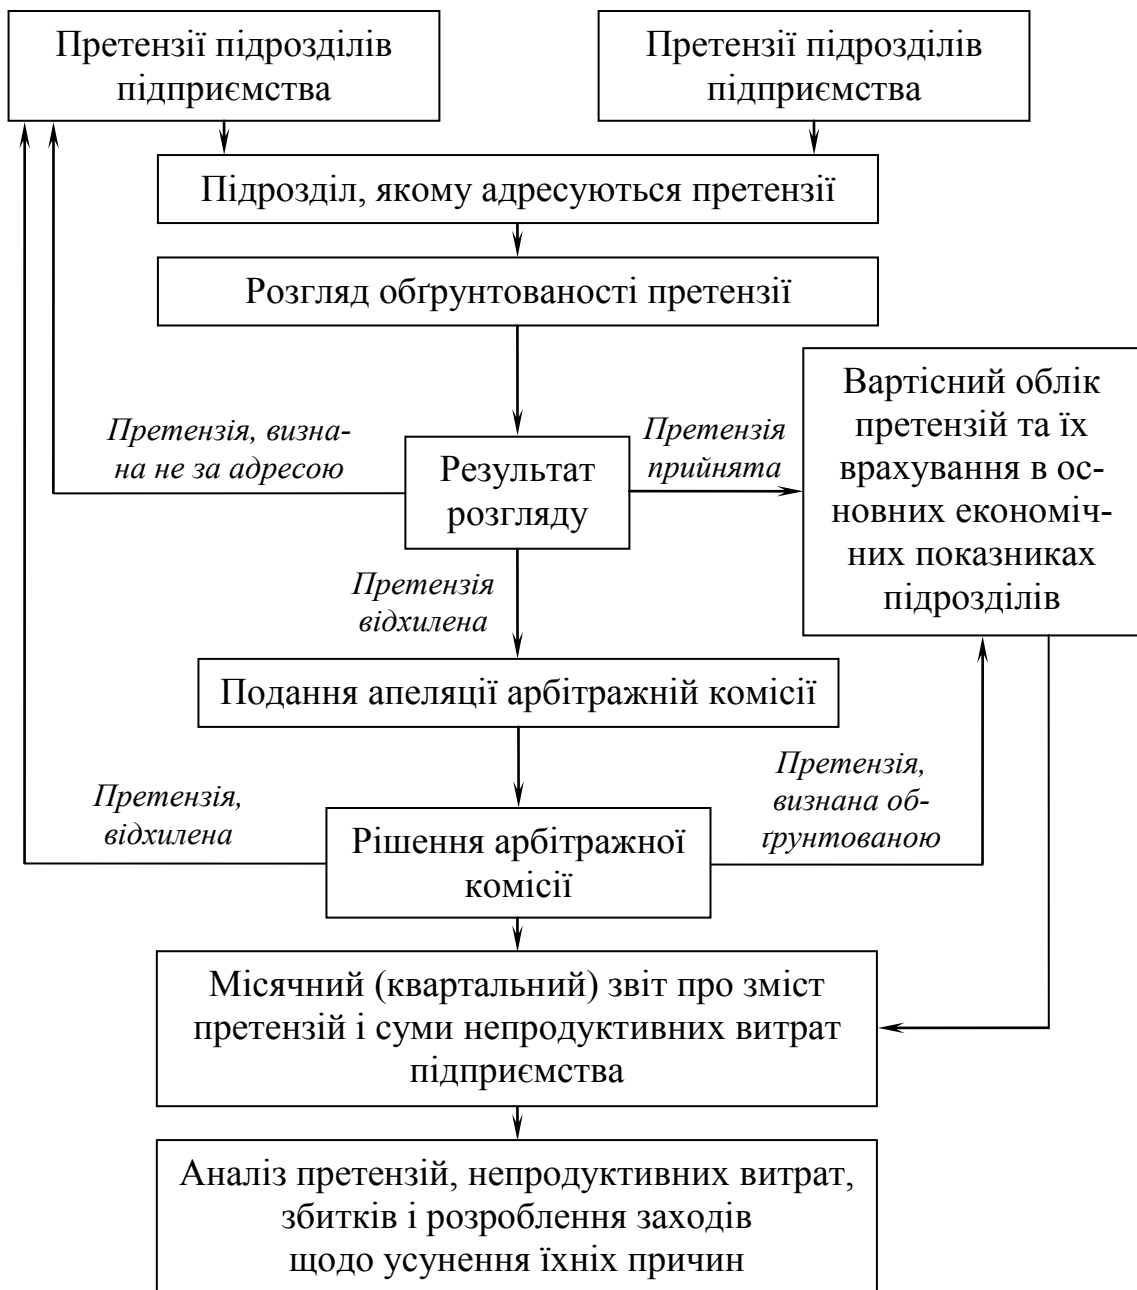 Претензії підрозділів
підприємства
Претензії підрозділів
підприємства
Підрозділ, якому адресуються претензії
Розгляд обґрунтованості претензії
Вартісний облік
претензій та їх
врахування в ос-
новних економіч-
них показниках
підрозділів
Претензія, визна-
на не за адресою
Результат
розгляду
Претензія
прийнята
Претензія
відхилена
Подання апеляції арбітражній комісії
Претензія,
відхилена
Рішення арбітражної
комісії
Претензія,
визнана об-
ґрунтованою
Місячний (квартальний) звіт про зміст
претензій і суми непродуктивних витрат
підприємства
Аналіз претензій, непродуктивних витрат,
збитків і розроблення заходів
щодо усунення їхніх причин